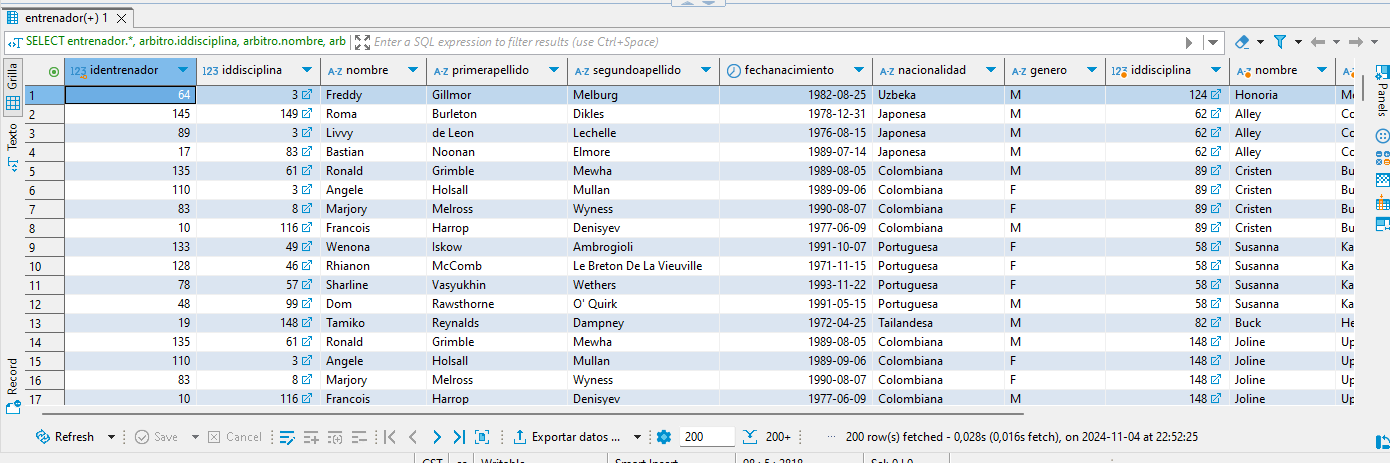 entrenador(+) 1
SELECT entrenador.*, arbitro.iddisciplina, arbitro.nombre, arb Enter a SQL expression to filter results (use Ctrl+Space)
Grilla
Texto
Record
Panels
123 identrenador 123 iddisciplina A-Z nombre A-Z primerapellido A-Z segundoapellido fechanacimiento A-Z nacionalidad A-Z genero 123 iddisciplina A-Z nombre A-Z
1 64 3 Freddy Gillmor Melburg 1982-08-25 Uzbeka M 124 Honoria Mc
2 145 149 Roma Burleton Dikles 1978-12-31 Japonesa M 62 Alley Co
3 89 3 Livvy de Leon Lechelle 1976-08-15 Japonesa M 62 Alley Co
4 17 83 Bastian Noonan Elmore 1989-07-14 Japonesa M 62 Alley Co
5 135 61 Ronald Grimble Mewha 1989-08-05 Colombiana M 89 Cristen Bu
6 110 3 Angele Holsall Mullan 1989-09-06 Colombiana F 89 Cristen Bu
7 83 8 Marjory Melross Wyness 1990-08-07 Colombiana F 89 Cristen Bu
8 10 116 Francois Harrop Denisyev 1977-06-09 Colombiana M 89 Cristen Bu
9 133 49 Wenona Iskow Ambrogioli 1991-10-07 Portuguesa F 58 Susanna Ka
10 128 46 Rhianon McComb Le Breton De La Vieuville 1971-11-15 Portuguesa F 58 Susanna Ka
11 78 57 Sharline Vasyukhin Wethers 1993-11-22 Portuguesa F 58 Susanna Ka
12 48 99 Dom Rawsthorne O' Quirk 1991-05-15 Portuguesa M 58 Susanna Ka
13 19 148 Tamiko Reynalds Dampney 1972-04-25 Tailandesa M 82 Buck He
14 135 61 Ronald Grimble Mewha 1989-08-05 Colombiana M 148 Joline Up
15 110 3 Angele Holsall Mullan 1989-09-06 Colombiana F 148 Joline Up
16 83 8 Marjory Melross Wyness 1990-08-07 Colombiana F 148 Joline Up
17 10 116 Francois Harrop Denisyev 1977-06-09 Colombiana M 148 Joline Up
Refresh Save Cancel Exportar datos ... 200 200+ ··· 200 row(s) fetched - 0,028s (0,016s fetch), on 2024-11-04 at 22:52:25